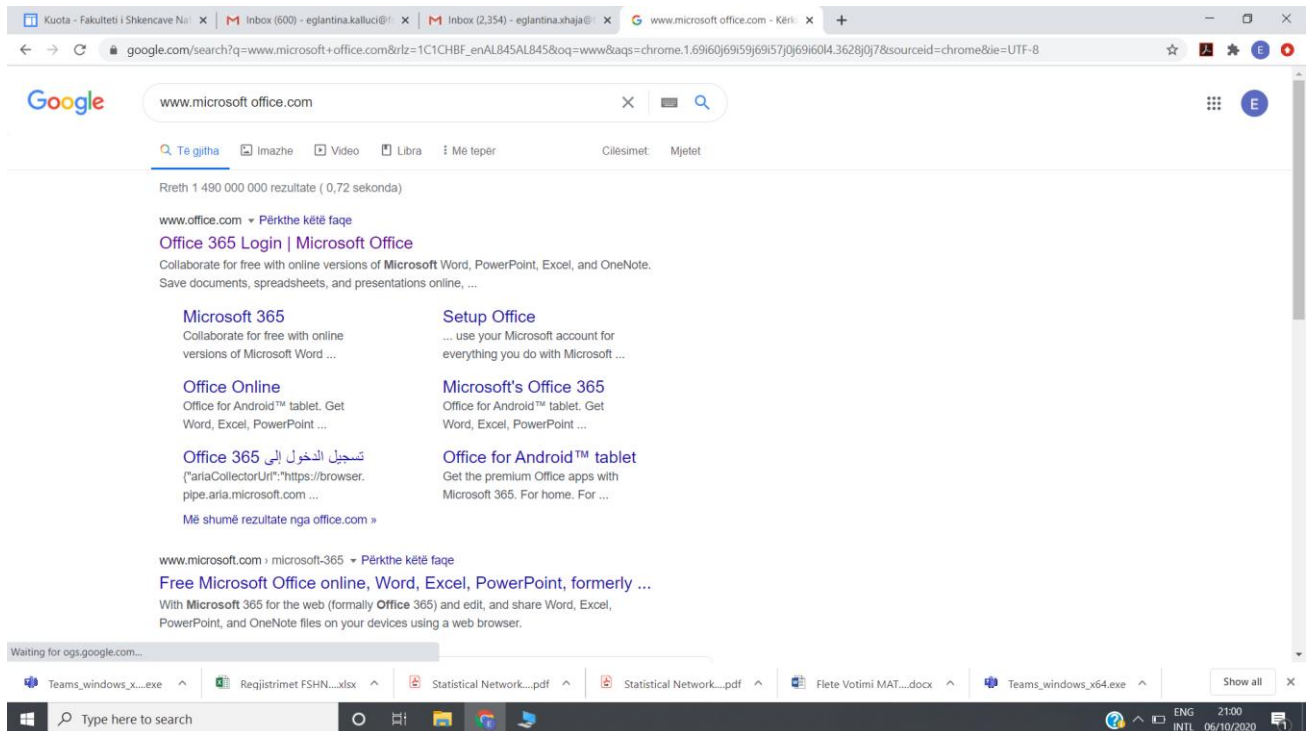 Kuota - Fakulteti i Shkencave Nat
Inbox (600) - eglantina.kalluci@f
Inbox (2,354) - eglantina.xhaja@
www.microsoft office.com - Kërk
google.com/search?q=www.microsoft+office.com&rlz=1C1CHBF_enAL845AL845&oq=www&aqs=chrome.1.69i60j69i59j69i57j0j69i60l4.3628j0j7&sourceid=chrome&ie=UTF-8
E
Google
www.microsoft office.com
E
Të gjitha Imazhe Video Libra Më tepër Cilësimet Mjetet
Rreth 1 490 000 000 rezultate ( 0,72 sekonda)
www.office.com Përkthe këtë faqe
Office 365 Login | Microsoft Office
Collaborate for free with online versions of Microsoft Word, PowerPoint, Excel, and OneNote.
Save documents, spreadsheets, and presentations online, ...
Microsoft 365
Collaborate for free with online
versions of Microsoft Word ...
Setup Office
... use your Microsoft account for
everything you do with Microsoft ...
Office Online
Office for Android™ tablet. Get
Word, Excel, PowerPoint ...
Microsoft's Office 365
Office for Android™ tablet. Get
Word, Excel, PowerPoint ...
تسجيل الدخول إلى Office 365
{"ariaCollectorUrl":"https://browser.
pipe.aria.microsoft.com ...
Office for Android™ tablet
Get the premium Office apps with
Microsoft 365. For home. For ...
Më shumë rezultate nga office.com »
www.microsoft.com › microsoft-365 Përkthe këtë faqe
Free Microsoft Office online, Word, Excel, PowerPoint, formerly ...
With Microsoft 365 for the web (formally Office 365) and edit, and share Word, Excel,
PowerPoint, and OneNote files on your devices using a web browser.
Waiting for ogs.google.com...
Teams_windows_x....exe
Reqjistrimet FSHN....xlsx
Statistical Network....pdf
Statistical Network....pdf
Flete Votimi MAT....docx
Teams_windows_x64.exe
Show all
Type here to search
ENG
INTL
21:00
06/10/2020